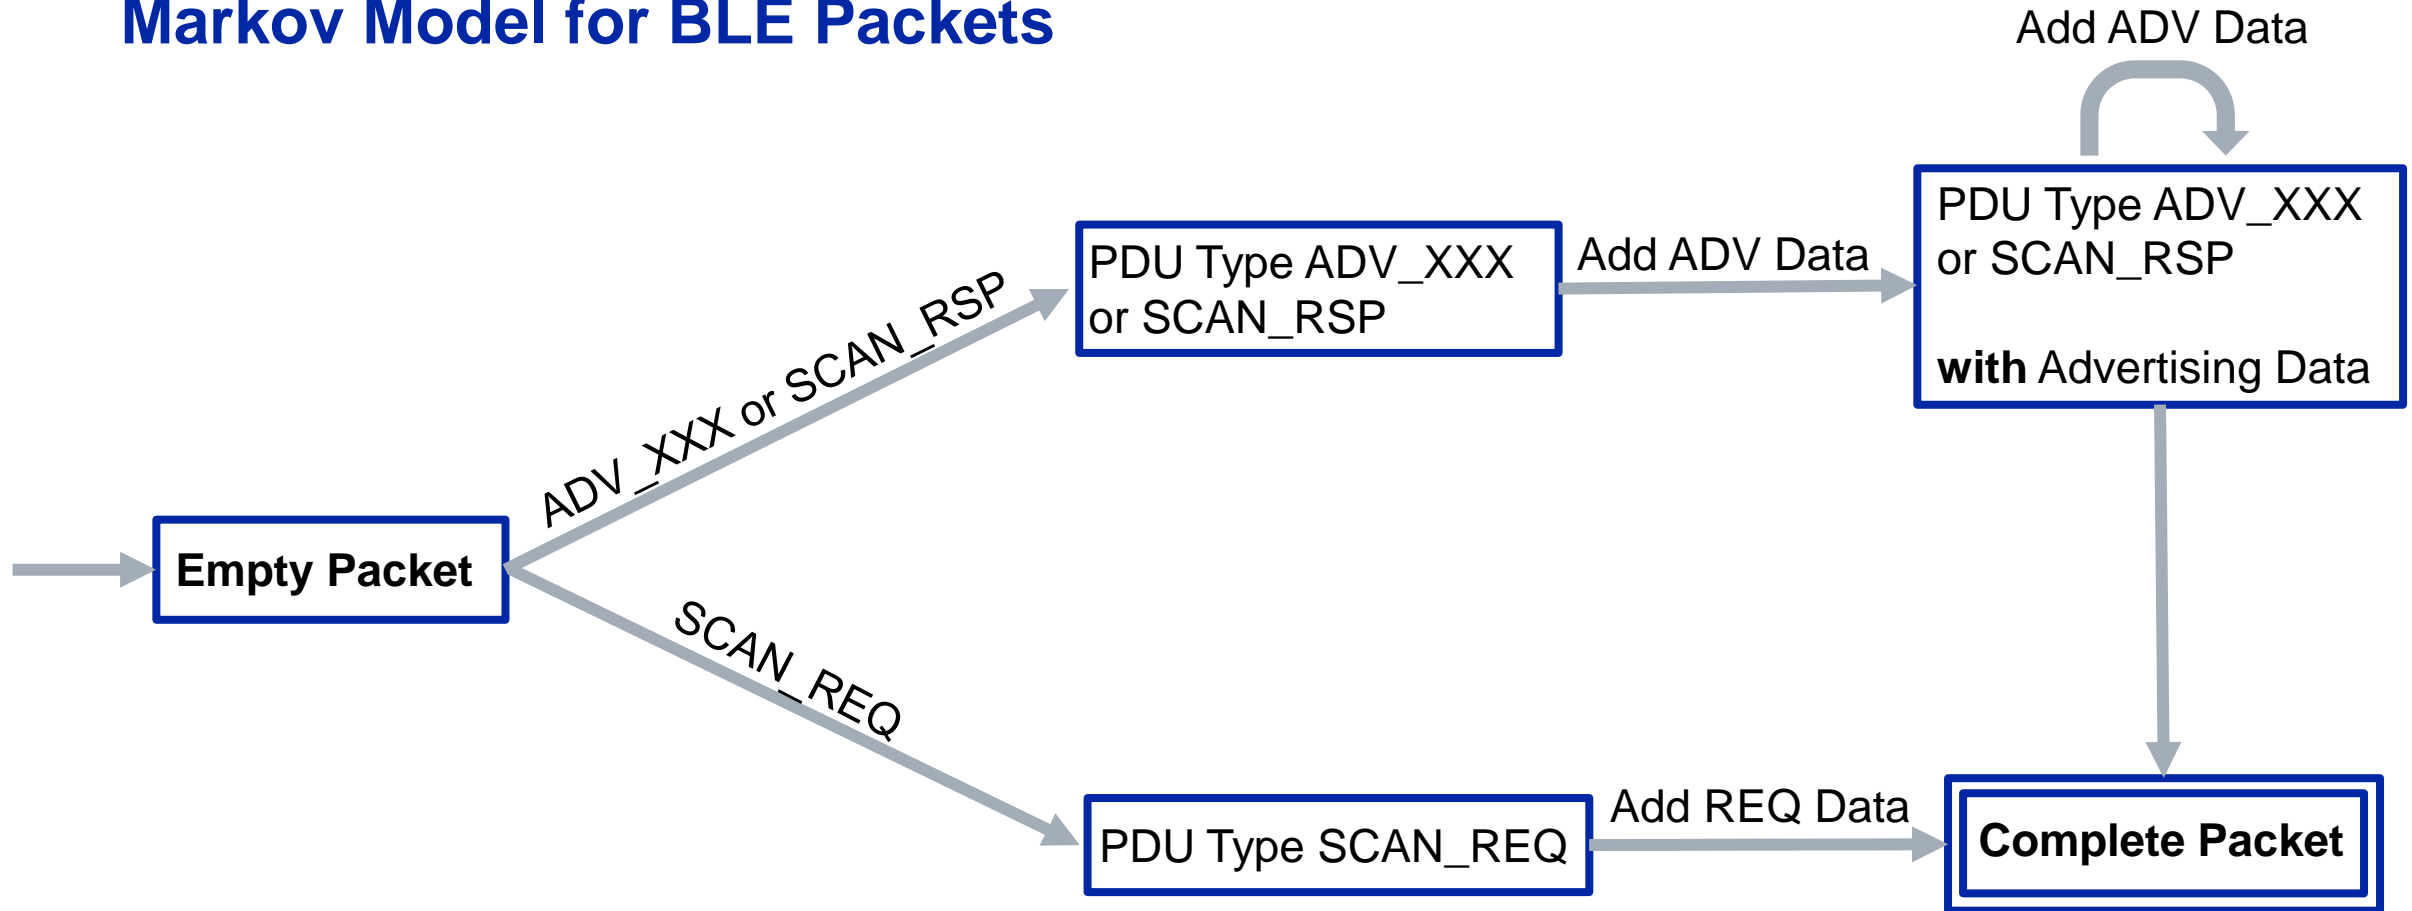 Markov Model for BLE Packets
Add ADV Data
PDU Type ADV_XXX
or SCAN_RSP
with Advertising Data
PDU Type ADV_XXX
or SCAN_RSP
Add ADV Data
ADV_XXX or SCAN_RSP
Empty Packet
SCAN_REQ
PDU Type SCAN_REQ
Add REQ Data
Complete Packet